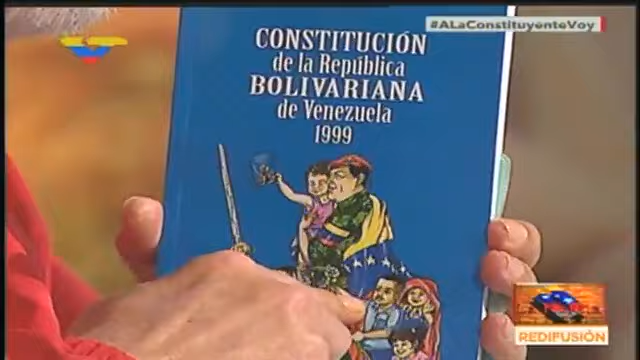 #ALaConstituyenteVoy
CONSTITUCIÓN
de la República
BOLIVARIANA
de Venezuela
1999
REDIFUSIÓN